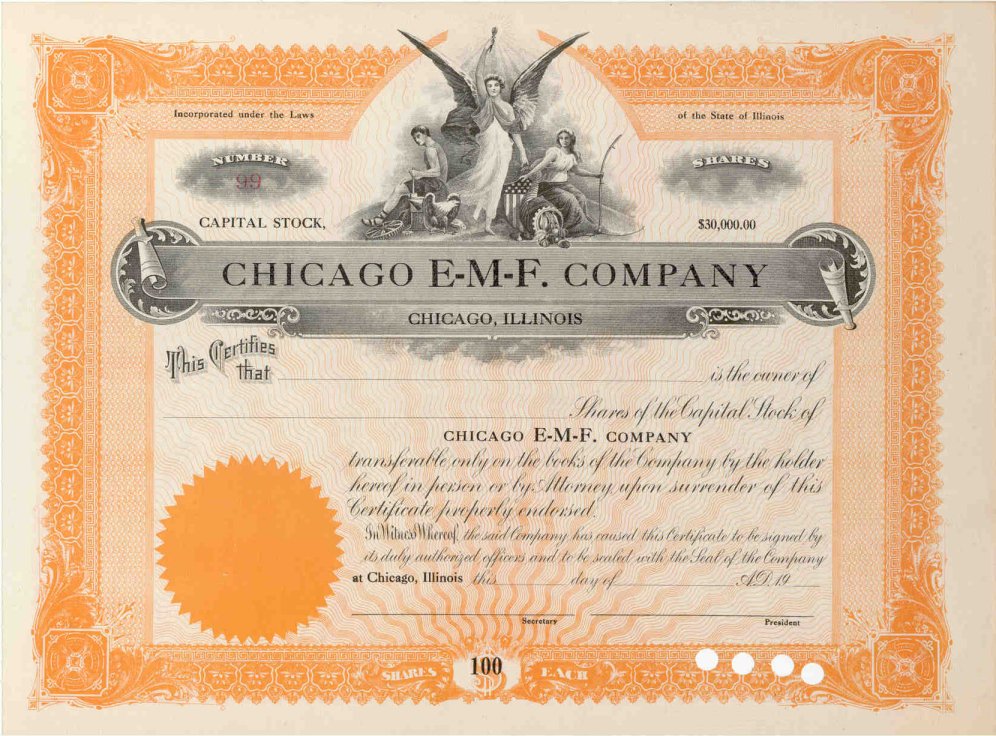 Incorporated under the Laws of the State of Illinois
NUMBER SHARES
99
CAPITAL STOCK, $30,000.00
CHICAGO E-M-F. COMPANY
CHICAGO, ILLINOIS
This Certifies that is the owner of
Shares of the Capital Stock of
CHICAGO E-M-F. COMPANY
transferable only on the books of the Company by the holder
hereof in person or by Attorney upon surrender of this
Certificate properly endorsed.
In Witness Whereof, the said Company has caused this Certificate to be signed by
its duly authorized officers and to be sealed with the Seal of the Company
at Chicago, Illinois this day of A.D. 19
Secretary President
SHARES $100 EACH